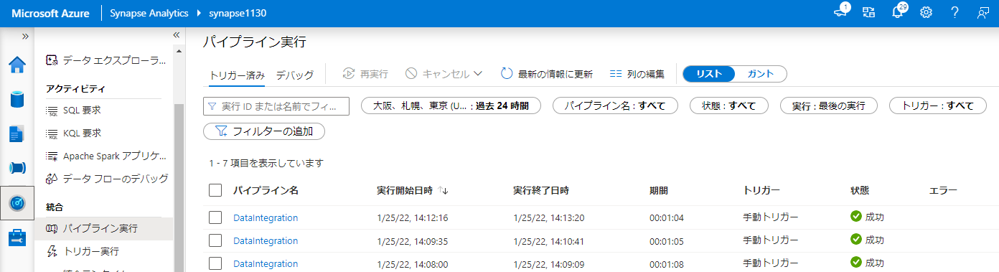 Microsoft Azure Synapse Analytics synapse1130 1 29
» «
パイプライン実行
データ エクスプローラ...
トリガー済み デバッグ 再実行 キャンセル 最新の情報に更新 列の編集 リスト ガント
アクティビティ
SQL 要求
実行 ID または名前でフィ... 大阪、札幌、東京 (U... : 過去 24 時間 パイプライン名 : すべて 状態 : すべて 実行 : 最後の実行 トリガー : すべて
KQL 要求
フィルターの追加
Apache Spark アプリケ...
1 - 7 項目を表示しています
データ フローのデバッグ
パイプライン名 実行開始日時 ↑↓ 実行終了日時 期間 トリガー 状態 エラー
統合
DataIntegration 1/25/22, 14:12:16 1/25/22, 14:13:20 00:01:04 手動トリガー 成功
パイプライン実行
DataIntegration 1/25/22, 14:09:35 1/25/22, 14:10:41 00:01:05 手動トリガー 成功
トリガー実行
DataIntegration 1/25/22, 14:08:00 1/25/22, 14:09:09 00:01:08 手動トリガー 成功